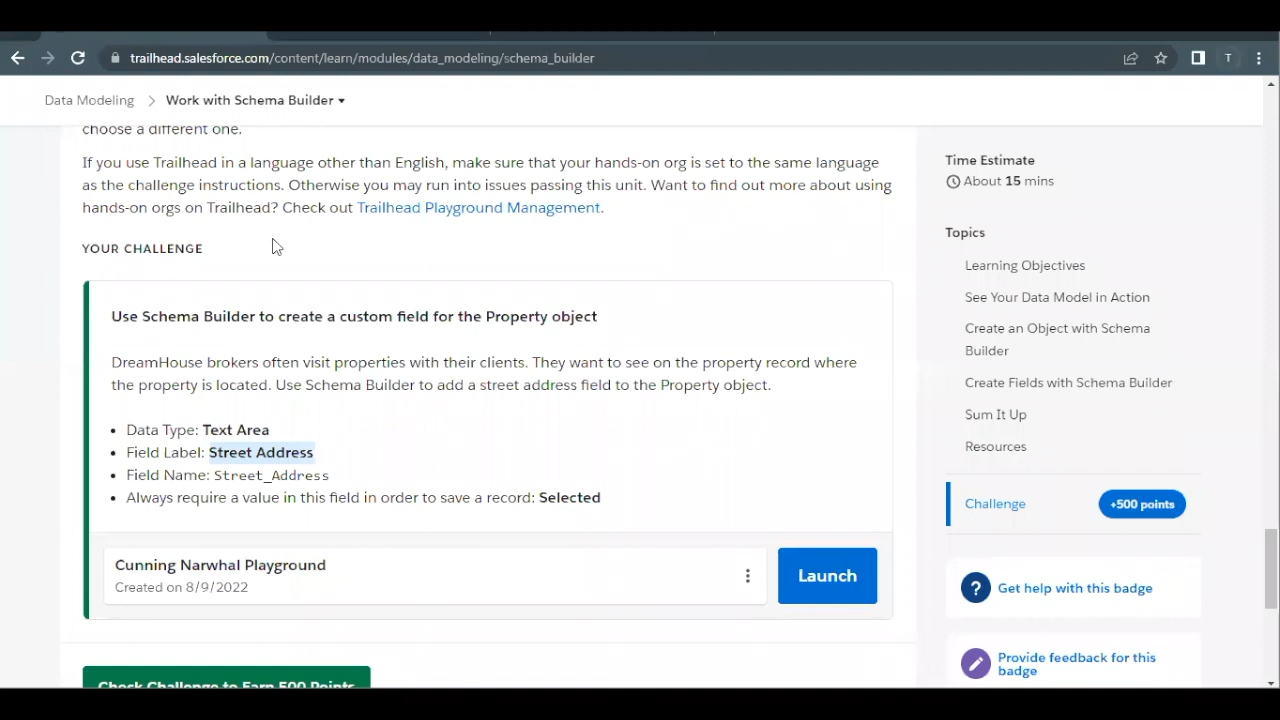 trailhead.salesforce.com/content/learn/modules/data_modeling/schema_builder
T
Data Modeling > Work with Schema Builder
choose a different one.
If you use Trailhead in a language other than English, make sure that your hands-on org is set to the same language
as the challenge instructions. Otherwise you may run into issues passing this unit. Want to find out more about using
hands-on orgs on Trailhead? Check out Trailhead Playground Management.
YOUR CHALLENGE
Use Schema Builder to create a custom field for the Property object
DreamHouse brokers often visit properties with their clients. They want to see on the property record where
the property is located. Use Schema Builder to add a street address field to the Property object.
• Data Type: Text Area
• Field Label: Street Address
• Field Name: Street_Address
• Always require a value in this field in order to save a record: Selected
Cunning Narwhal Playground
Created on 8/9/2022
Launch
Check Challenge to Earn 500 Points
Time Estimate
About 15 mins
Topics
Learning Objectives
See Your Data Model in Action
Create an Object with Schema
Builder
Create Fields with Schema Builder
Sum It Up
Resources
Challenge
+500 points
? Get help with this badge
Provide feedback for this
badge